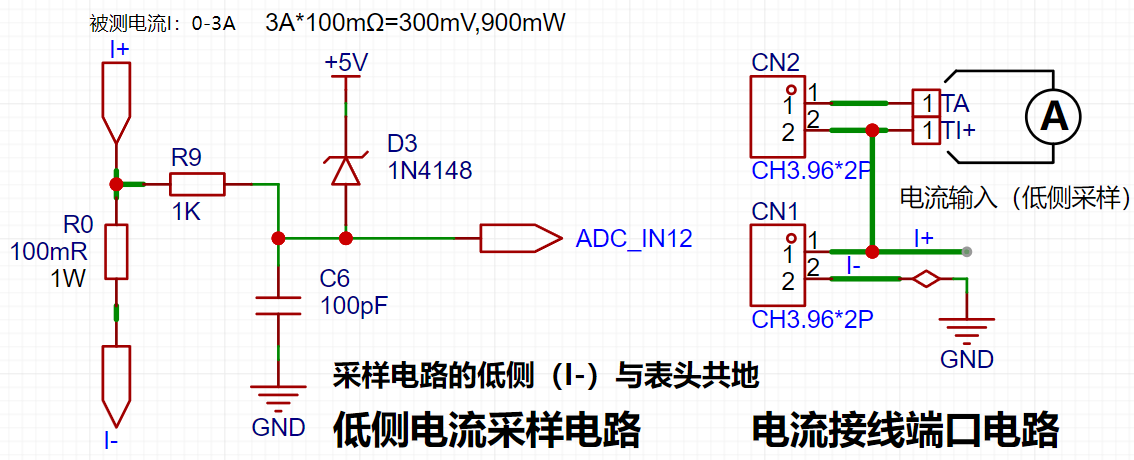 被测电流I：0-3A
3A*100mΩ=300mV,900mW
I+
R9
1K
R0
100mR
1W
I-
+5V
D3
1N4148
ADC_IN12
C6
100pF
GND
采样电路的低侧（I-）与表头共地
低侧电流采样电路
CN2
1
2
1
2
CH3.96*2P
1
TA
1
TI+
A
电流输入（低侧采样）
CN1
1
2
1
2
CH3.96*2P
I+
I-
GND
电流接线端口电路